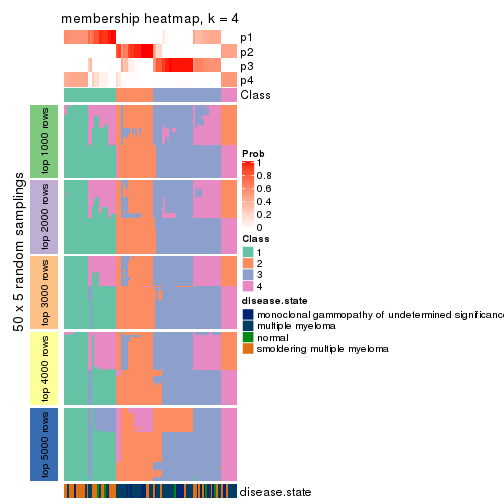 membership heatmap, k = 4
p1
p2
p3
p4
Class
50 x 5 random samplings
top 1000 rows
top 2000 rows
top 3000 rows
top 4000 rows
top 5000 rows
Prob
1
0.8
0.6
0.4
0.2
0
Class
1
2
3
4
disease.state
monoclonal gammopathy of undetermined significance
multiple myeloma
normal
smoldering multiple myeloma
disease.state